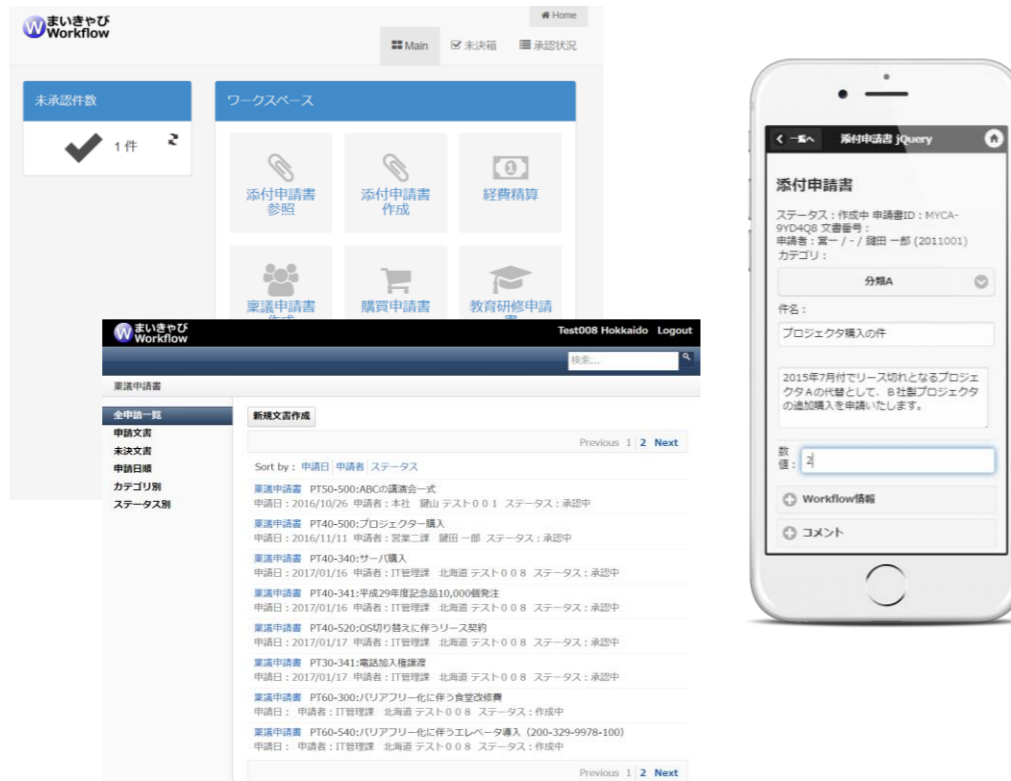 W まいきゃび
Workflow
Home
Main
未決箱
承認状況
未承認件数
1 件
ワークスペース
添付申請書
参照
添付申請書
作成
経費精算
稟議申請書
購買申請書
教育研修申請
W まいきゃび
Workflow
Test008 Hokkaido Logout
検索...
稟議申請書
全申請一覧
申請文書
未決文書
申請日順
カテゴリ別
ステータス別
新規文書作成
Previous 1 2 Next
Sort by : 申請日 申請者 ステータス
稟議申請書 PT50-500:ABCの講演会一式
申請日 : 2016/10/26 申請者 : 本社 鍵山 テスト００１ ステータス : 承認中
稟議申請書 PT40-500:プロジェクター購入
申請日 : 2016/11/11 申請者 : 営業二課 鍵田 一郎 ステータス : 承認中
稟議申請書 PT40-340:サーバ購入
申請日 : 2017/01/16 申請者 : IT管理課 北海道 テスト００８ ステータス : 承認中
稟議申請書 PT40-341:平成29年度記念品10,000個発注
申請日 : 2017/01/16 申請者 : IT管理課 北海道 テスト００８ ステータス : 承認中
稟議申請書 PT40-520:OS切り替えに伴うリース契約
申請日 : 2017/01/17 申請者 : IT管理課 北海道 テスト００８ ステータス : 承認中
稟議申請書 PT30-341:電話加入権譲渡
申請日 : 2017/01/17 申請者 : IT管理課 北海道 テスト００８ ステータス : 承認中
稟議申請書 PT60-300:バリアフリー化に伴う食堂改修費
申請日 : 申請者 : IT管理課 北海道 テスト００８ ステータス : 作成中
稟議申請書 PT60-540:バリアフリー化に伴うエレベータ導入（200-329-9978-100）
申請日 : 申請者 : IT管理課 北海道 テスト００８ ステータス : 作成中
Previous 1 2 Next
一覧へ 添付申請書 jQuery
添付申請書
ステータス : 作成中 申請書ID : MYCA-
9YD4Q8 文書番号 :
申請者 : 営一 / - / 鍵田 一郎 (2011001)
カテゴリ :
分類A
件名 :
プロジェクタ購入の件
2015年7月付でリース切れとなるプロジェ
クタAの代替として、B社製プロジェクタ
の追加購入を申請いたします。
数
値 : 2
Workflow情報
コメント